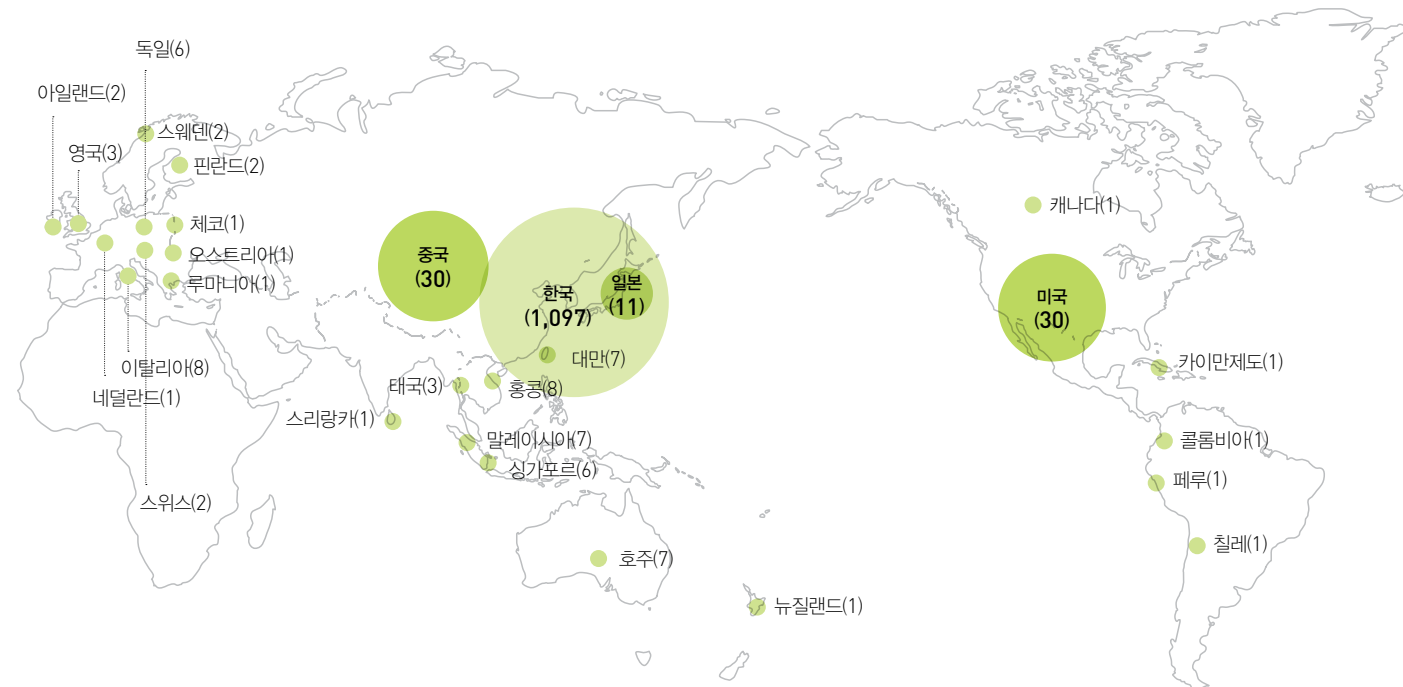 독일(6)
아일랜드(2)
스웨덴(2)
영국(3)
핀란드(2)
체코(1)
오스트리아(1)
루마니아(1)
이탈리아(8)
네덜란드(1)
스위스(2)
중국
(30)
한국
(1,097)
일본
(11)
대만(7)
태국(3)
홍콩(8)
스리랑카(1)
말레이시아(7)
싱가포르(6)
호주(7)
뉴질랜드(1)
캐나다(1)
미국
(30)
카이만제도(1)
콜롬비아(1)
페루(1)
칠레(1)